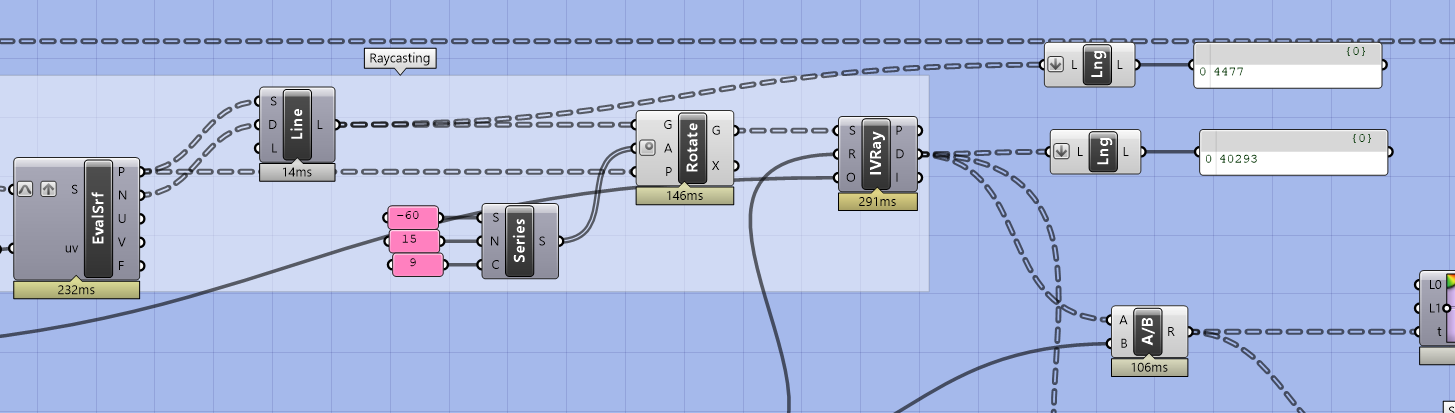 Raycasting
{0}
L Lng L
0 4477
S
D Line L
L
14ms
G
A Rotate G
P X
146ms
S P
R IVRay D
O I
291ms
{0}
L Lng L
0 40293
P
S N
EvalSrf U
uv V
F
232ms
-60 S
15 N Series S
9 C
A
B A/B R
106ms
L0
L1
t